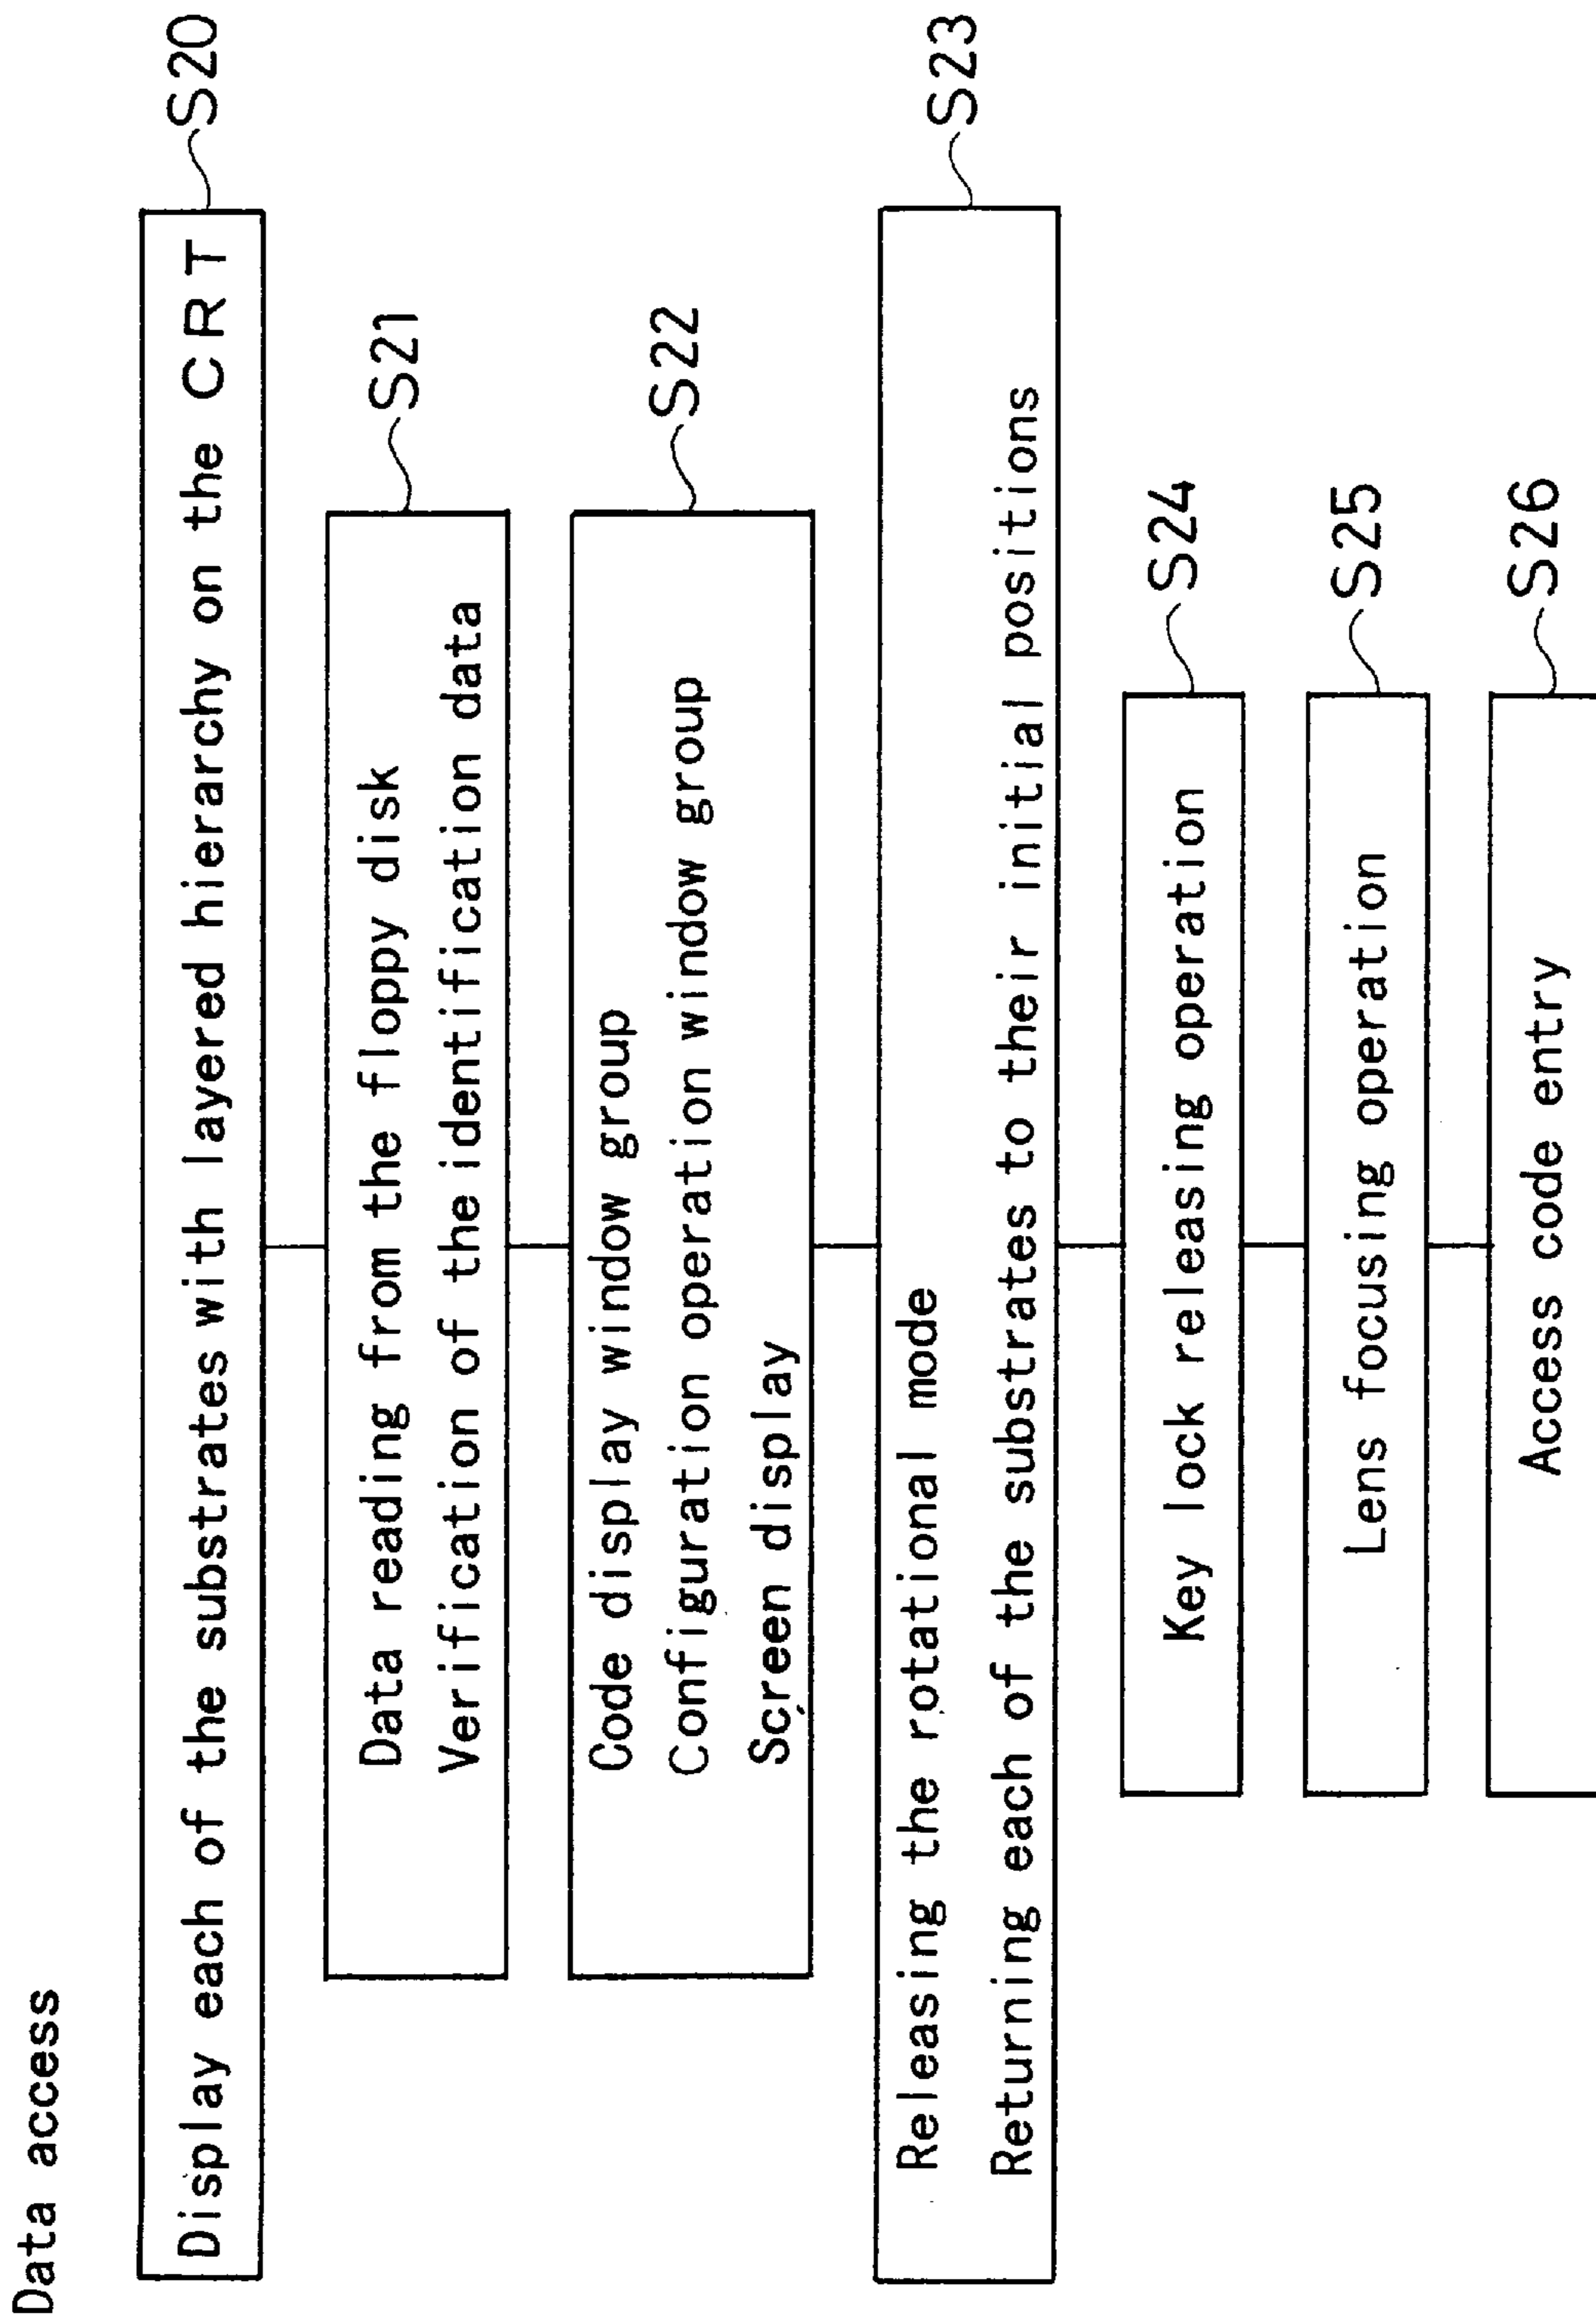 Data access
Display each of the substrates with layered hierarchy on the CRT
S20
Data reading from the floppy disk
Verification of the identification data
S21
Code display window group
Configuration operation window group
Screen display
S22
Releasing the rotational mode
Returning each of the substrates to their initial positions
S23
Key lock releasing operation
S24
Lens focusing operation
S25
Access code entry
S26